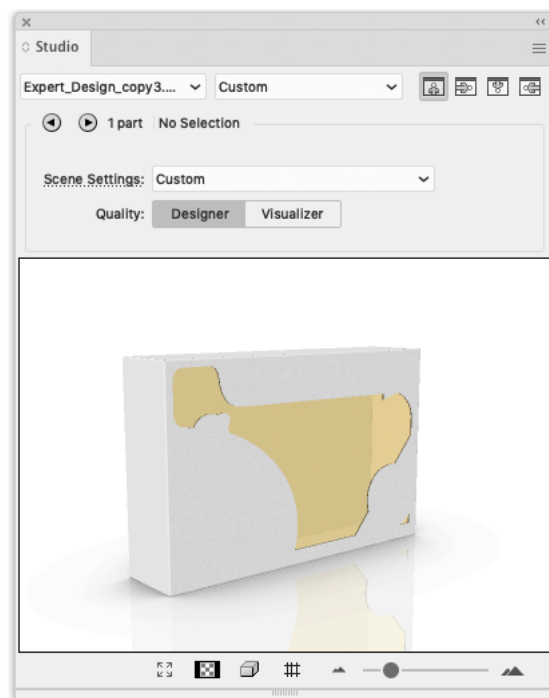 Studio
Expert_Design_copy3.... Custom
1 part No Selection
Scene Settings: Custom
Quality: Designer Visualizer